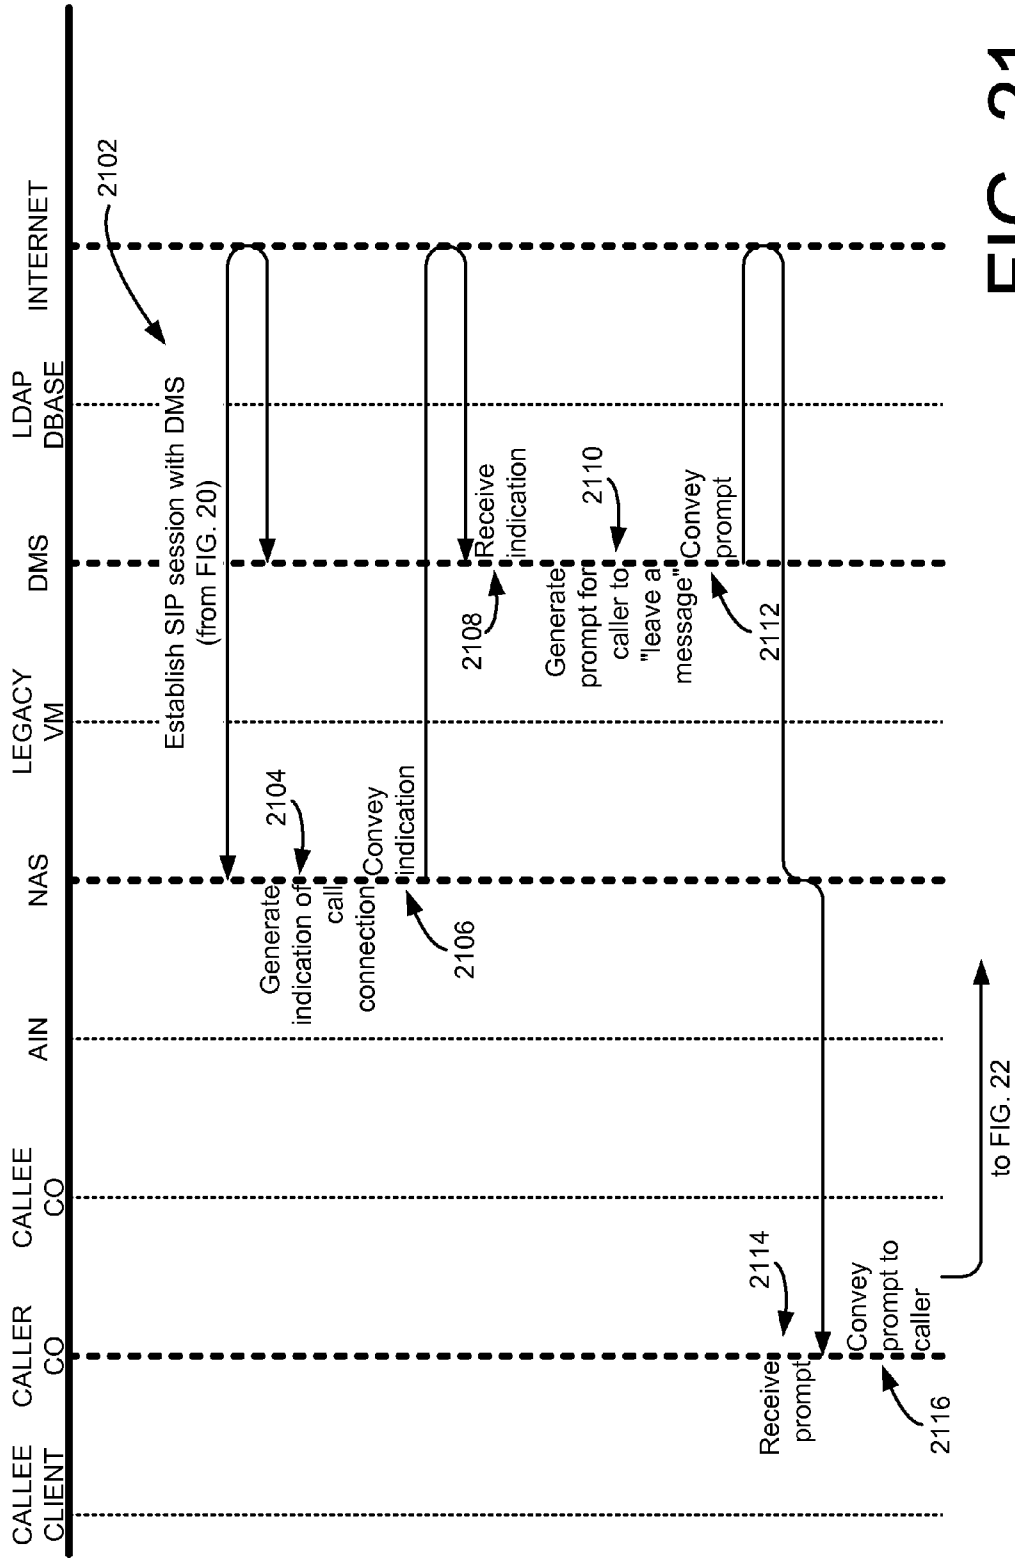 CALLEE
CLIENT
CALLER
CO
CALLEE
CO
AIN
NAS
LEGACY
VM
DMS
LDAP
DBASE
INTERNET
2102
Establish SIP session with DMS
(from FIG. 20)
2104
Generate
indication of
call
connection
Convey
indication
2106
2108
Receive
indication
Generate
prompt for
caller to
"leave a
message"
2110
Convey
prompt
2112
2114
Receive
prompt
Convey
prompt to
caller
2116
to FIG. 22
FIG. 21